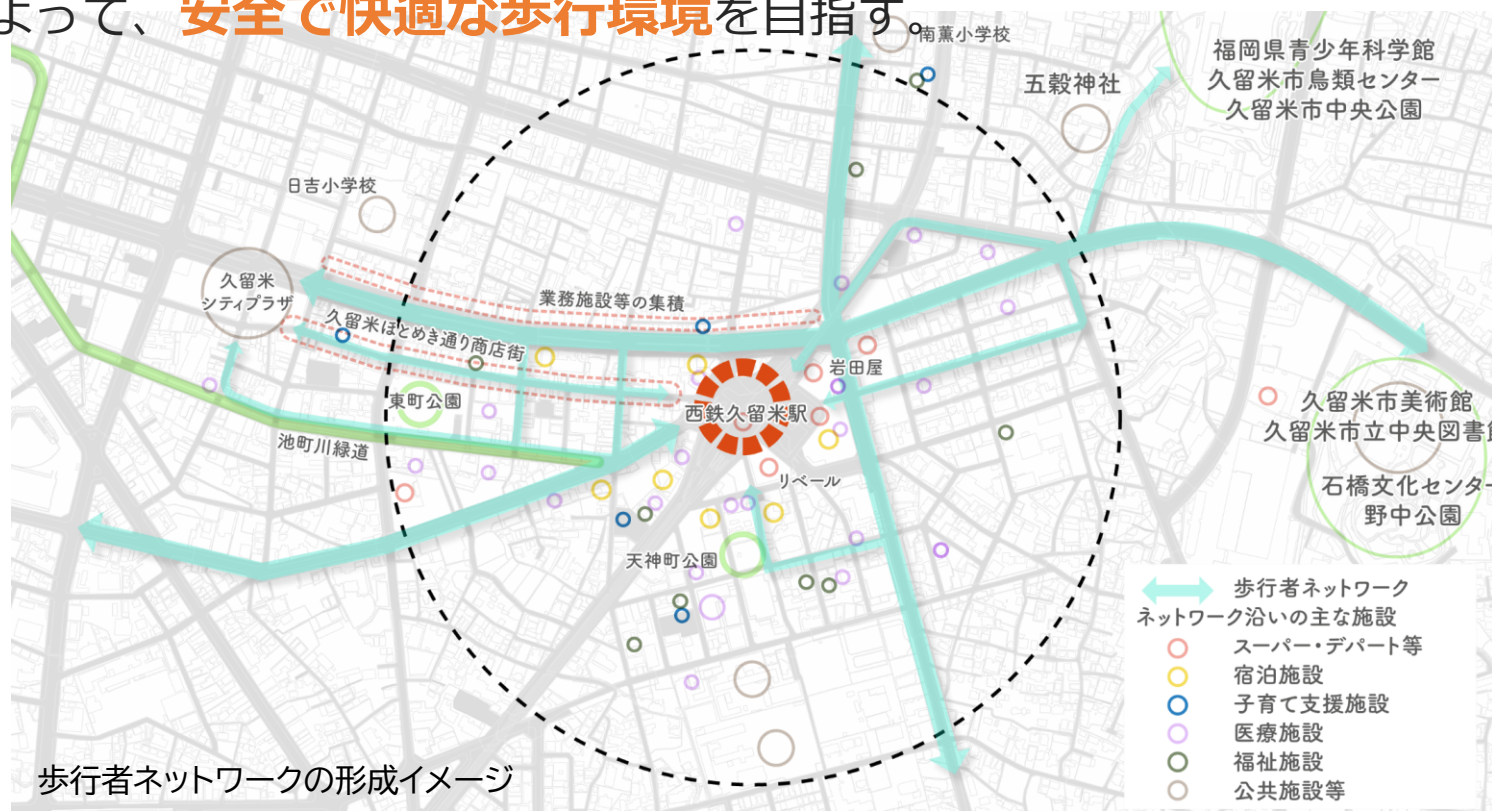 よって、安全で快適な歩行環境を目指す。
南薫小学校
福岡県青少年科学館
久留米市鳥類センター
久留米市中央公園
五穀神社
日吉小学校
久留米
シティプラザ
業務施設等の集積
久留米ほとめき通り商店街
岩田屋
東町公園
西鉄久留米駅
久留米市美術館
久留米市立中央図書館
池町川緑道
リベール
石橋文化センター
野中公園
天神町公園
歩行者ネットワーク
ネットワーク沿いの主な施設
スーパー・デパート等
宿泊施設
子育て支援施設
医療施設
福祉施設
公共施設等
歩行者ネットワークの形成イメージ